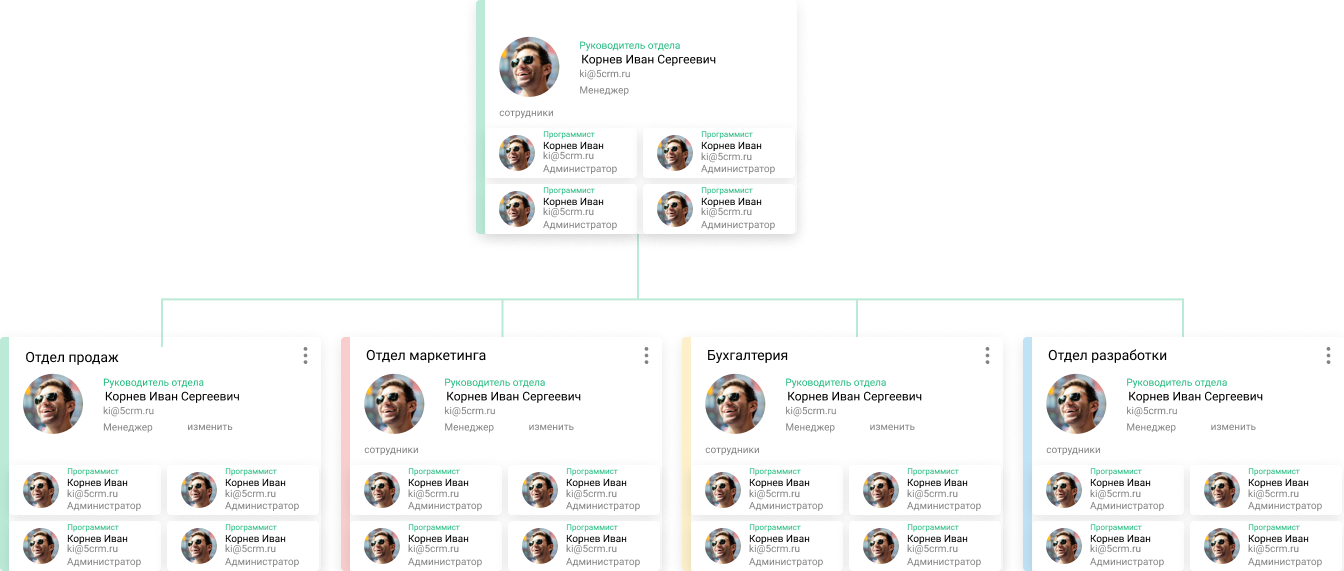 Руководитель отдела
Корнев Иван Сергеевич
ki@5crm.ru
Менеджер
сотрудники
Программист
Корнев Иван
ki@5crm.ru
Администратор
Программист
Корнев Иван
ki@5crm.ru
Администратор
Программист
Корнев Иван
ki@5crm.ru
Администратор
Программист
Корнев Иван
ki@5crm.ru
Администратор
Отдел продаж
Руководитель отдела
Корнев Иван Сергеевич
ki@5crm.ru
Менеджер изменить
Программист
Корнев Иван
ki@5crm.ru
Администратор
Программист
Корнев Иван
ki@5crm.ru
Администратор
Программист
Корнев Иван
ki@5crm.ru
Администратор
Программист
Корнев Иван
ki@5crm.ru
Администратор
Отдел маркетинга
Руководитель отдела
Корнев Иван Сергеевич
ki@5crm.ru
Менеджер изменить
сотрудники
Программист
Корнев Иван
ki@5crm.ru
Администратор
Программист
Корнев Иван
ki@5crm.ru
Администратор
Программист
Корнев Иван
ki@5crm.ru
Администратор
Программист
Корнев Иван
ki@5crm.ru
Администратор
Бухгалтерия
Руководитель отдела
Корнев Иван Сергеевич
ki@5crm.ru
Менеджер изменить
сотрудники
Программист
Корнев Иван
ki@5crm.ru
Администратор
Программист
Корнев Иван
ki@5crm.ru
Администратор
Программист
Корнев Иван
ki@5crm.ru
Администратор
Программист
Корнев Иван
ki@5crm.ru
Администратор
Отдел разработки
Руководитель отдела
Корнев Иван Сергеевич
ki@5crm.ru
Менеджер изменить
сотрудники
Программист
Корнев Иван
ki@5crm.ru
Администратор
Программист
Корнев Иван
ki@5crm.ru
Администратор
Программист
Корнев Иван
ki@5crm.ru
Администратор
Программист
Корнев Иван
ki@5crm.ru
Администратор